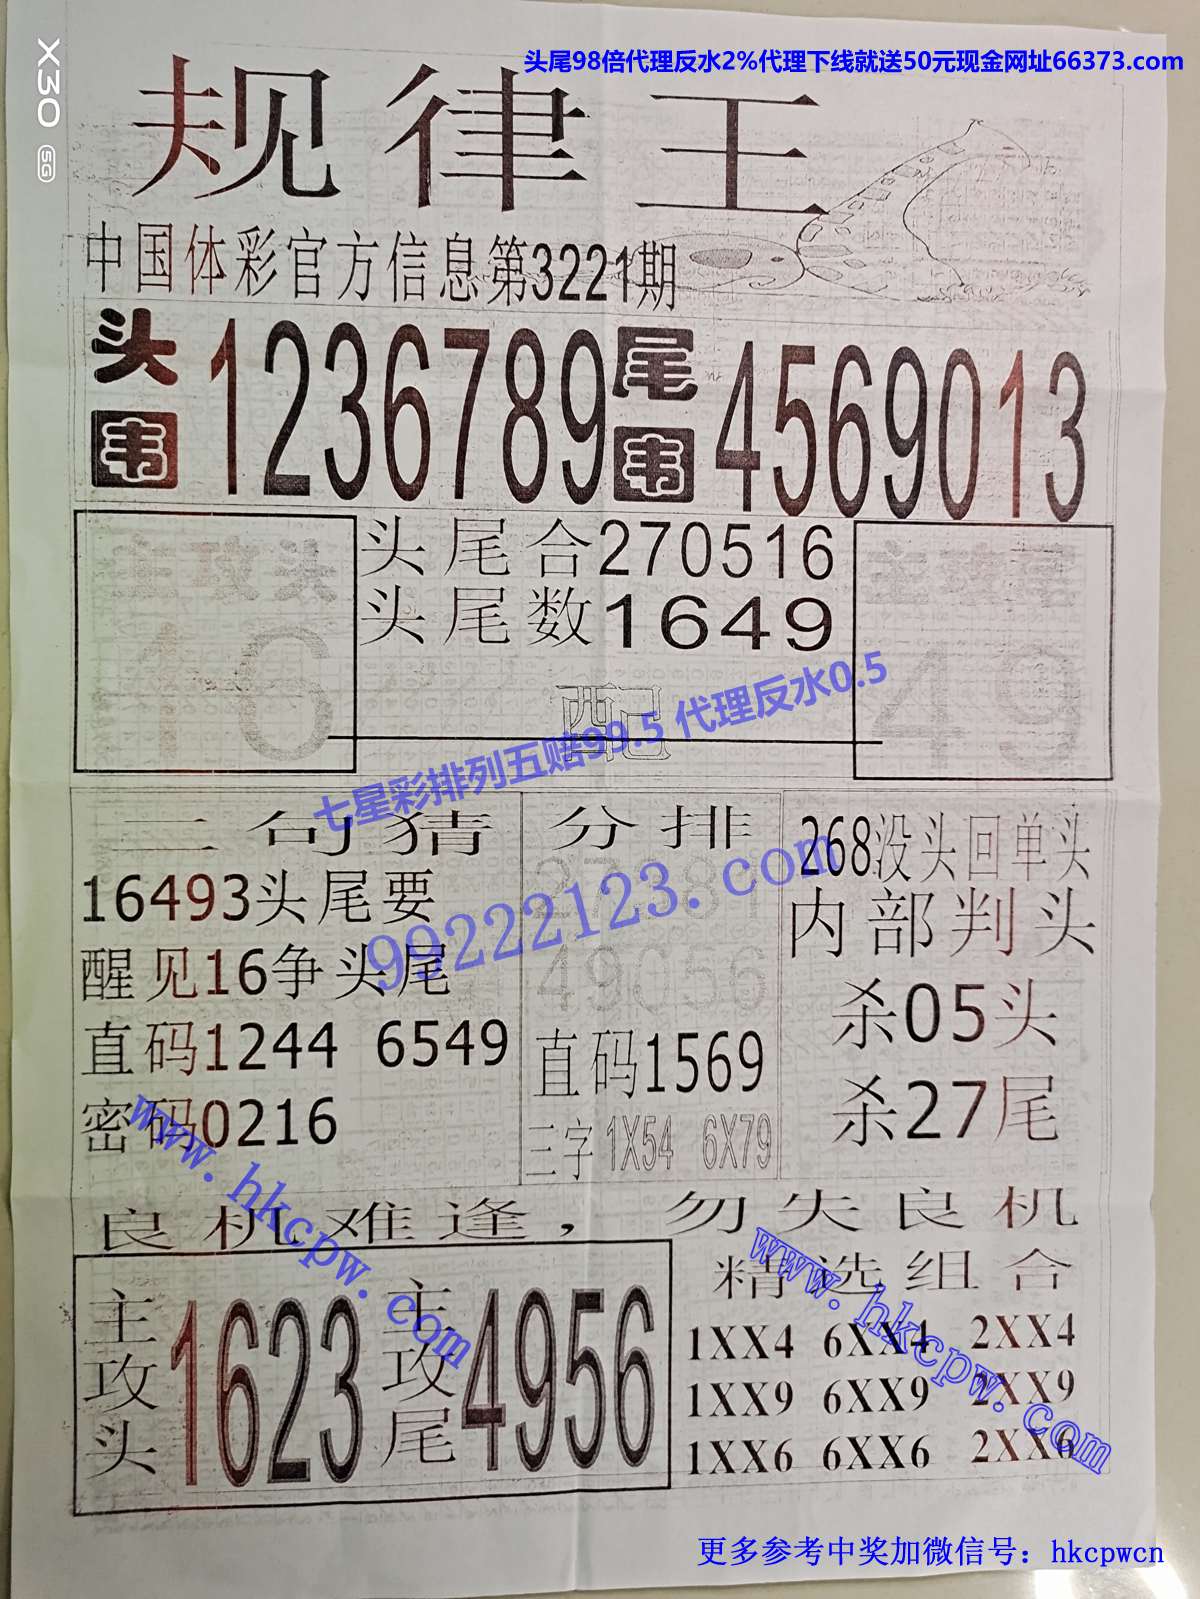 头尾98倍代理反水2%代理下线就送50元现金网址66373.com
X30 5G
规律王
中国体彩官方信息第3221期
头韦 1236789 尾韦 4569013
头尾合270516
头尾数1649
主攻头
16
配
49
七星彩排列五赔99.5 代理反水0.5
三句猜
16493头尾要
醒见16争头尾
直码1244 6549
密码0216
分排
49056
直码1569
三字 1X54 6X79
268没头回单头
内部判头
杀05头
杀27尾
99222123.com
www.hkcpw.com
良机难逢，勿失良机
主攻头 1623 主攻尾 4956
精选组合
1XX4 6XX4 2XX4
1XX9 6XX9 2XX9
1XX6 6XX6 2XX6
www.hkcpw.com
更多参考中奖加微信号：hkcpwcn